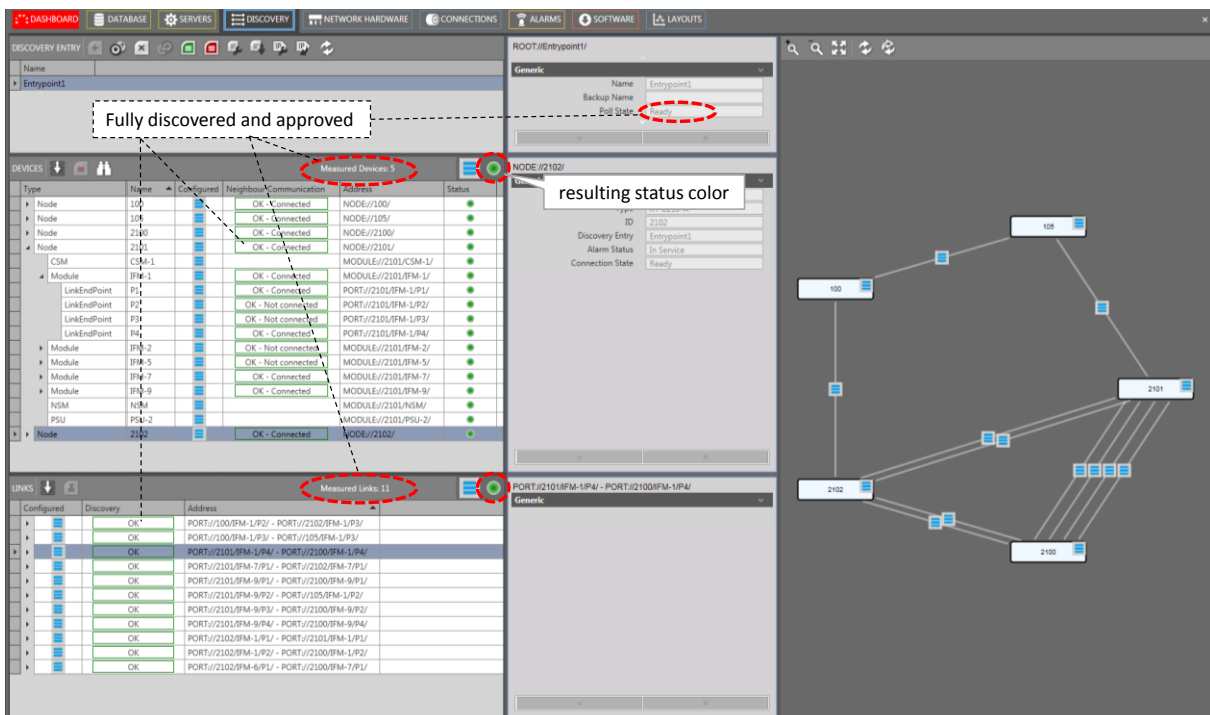 DASHBOARD DATABASE SERVERS DISCOVERY NETWORK HARDWARE CONNECTIONS ALARMS SOFTWARE LAYOUTS
DISCOVERY ENTRY
Name
Entrypoint1
Fully discovered and approved
ROOT://Entrypoint1/
Generic
Name Entrypoint1
Backup Name
Poll State Ready
DEVICES Measured Devices: 5
Type Name Configured Neighbour Communication Address Status
Node 100 OK - Connected NODE://100/
Node 105 OK - Connected NODE://105/
Node 2100 OK - Connected NODE://2100/
Node 2101 OK - Connected NODE://2101/
CSM CSM-1 MODULE://2101/CSM-1/
Module IFM-1 OK - Connected MODULE://2101/IFM-1/
LinkEndPoint P1 OK - Connected PORT://2101/IFM-1/P1/
LinkEndPoint P2 OK - Not connected PORT://2101/IFM-1/P2/
LinkEndPoint P3 OK - Not connected PORT://2101/IFM-1/P3/
LinkEndPoint P4 OK - Connected PORT://2101/IFM-1/P4/
Module IFM-2 OK - Not connected MODULE://2101/IFM-2/
Module IFM-5 OK - Not connected MODULE://2101/IFM-5/
Module IFM-7 OK - Connected MODULE://2101/IFM-7/
Module IFM-9 OK - Connected MODULE://2101/IFM-9/
NSM NSM MODULE://2101/NSM/
PSU PSU-2 MODULE://2101/PSU-2/
Node 2102 OK - Connected NODE://2102/
NODE://2102/
resulting status color
ID 2102
Discovery Entry Entrypoint1
Alarm Status In Service
Connection State Ready
LINKS Measured Links: 11
Configured Discovery Address
OK PORT://100/IFM-1/P2/ - PORT://2102/IFM-1/P3/
OK PORT://100/IFM-1/P3/ - PORT://105/IFM-1/P3/
OK PORT://2101/IFM-1/P4/ - PORT://2100/IFM-1/P4/
OK PORT://2101/IFM-7/P1/ - PORT://2102/IFM-7/P1/
OK PORT://2101/IFM-9/P1/ - PORT://2100/IFM-9/P1/
OK PORT://2101/IFM-9/P2/ - PORT://105/IFM-1/P2/
OK PORT://2101/IFM-9/P3/ - PORT://2100/IFM-9/P2/
OK PORT://2101/IFM-9/P4/ - PORT://2100/IFM-9/P4/
OK PORT://2102/IFM-1/P1/ - PORT://2101/IFM-1/P1/
OK PORT://2102/IFM-1/P2/ - PORT://2100/IFM-1/P2/
OK PORT://2102/IFM-6/P1/ - PORT://2100/IFM-7/P1/
PORT://2101/IFM-1/P4/ - PORT://2100/IFM-1/P4/
Generic
105
100
2101
2102
2100